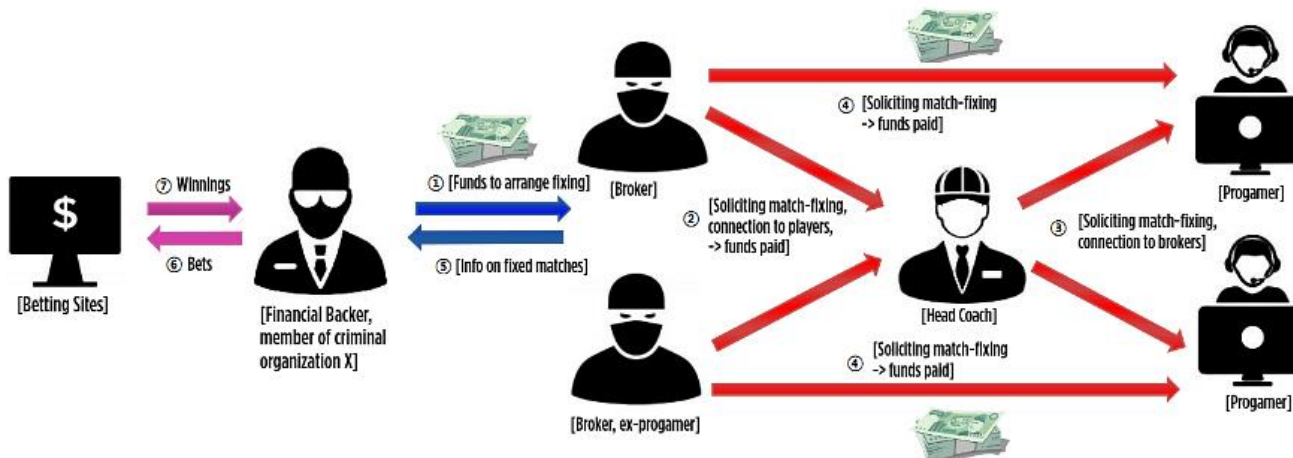 ④ [Soliciting match-fixing
-> funds paid]
[Progamer]
⑦ Winnings
① [Funds to arrange fixing]
[Broker]
$
② [Soliciting match-fixing,
connection to players,
-> funds paid]
③ [Soliciting match-fixing,
connection to brokers]
⑥ Bets
⑤ [Info on fixed matches]
[Betting Sites]
[Financial Backer,
member of criminal
organization X]
[Head Coach]
④ [Soliciting match-fixing
-> funds paid]
[Progamer]
[Broker, ex-progamer]